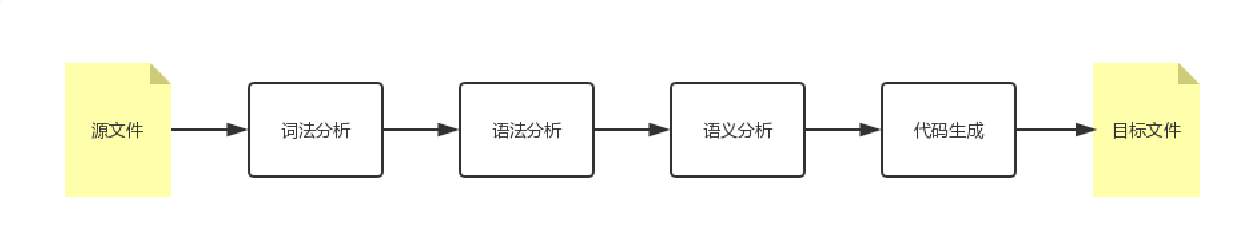 源文件
词法分析
语法分析
语义分析
代码生成
目标文件